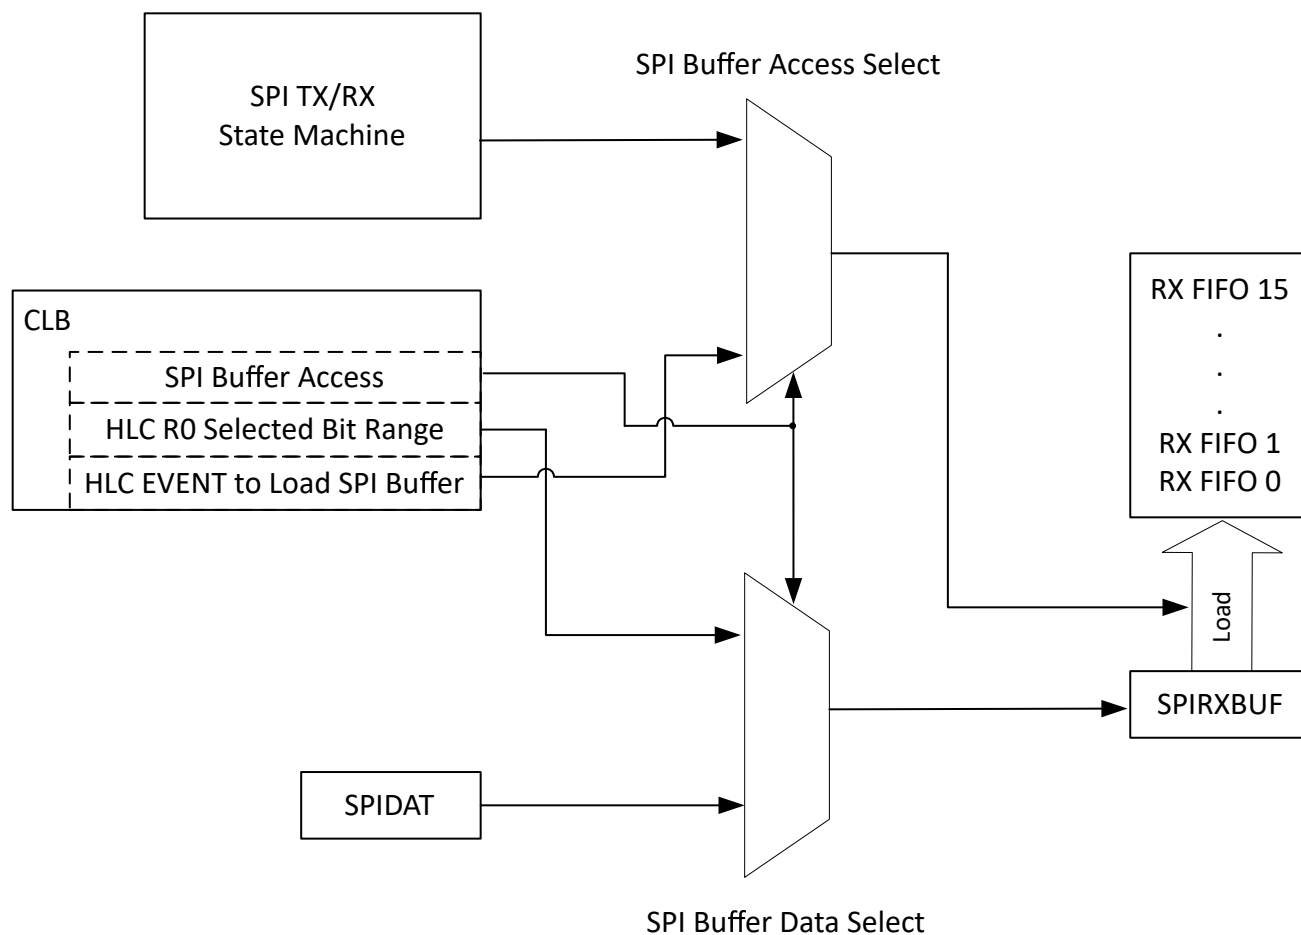 SPI Buffer Access Select
SPI TX/RX
State Machine
CLB
SPI Buffer Access
HLC R0 Selected Bit Range
HLC EVENT to Load SPI Buffer
RX FIFO 15
.
.
.
RX FIFO 1
RX FIFO 0
Load
SPIRXBUF
SPIDAT
SPI Buffer Data Select